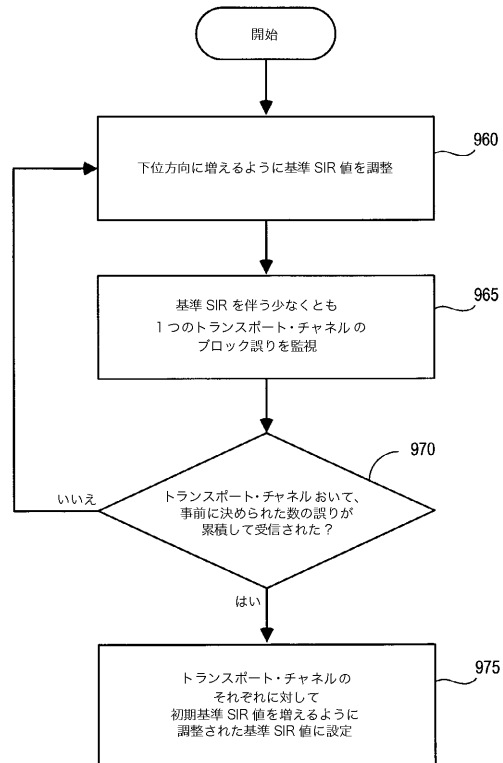 開始
下位方向に増えるように基準 SIR 値を調整
960
基準 SIR を伴う少なくとも
1 つのトランスポート・チャネルの
ブロック誤りを監視
965
970
トランスポート・チャネル おいて、
事前に決められた数の誤りが
累積して受信された？
いいえ
はい
トランスポート・チャネルの
それぞれに対して
初期基準 SIR 値を増えるように
調整された基準 SIR 値に設定
975